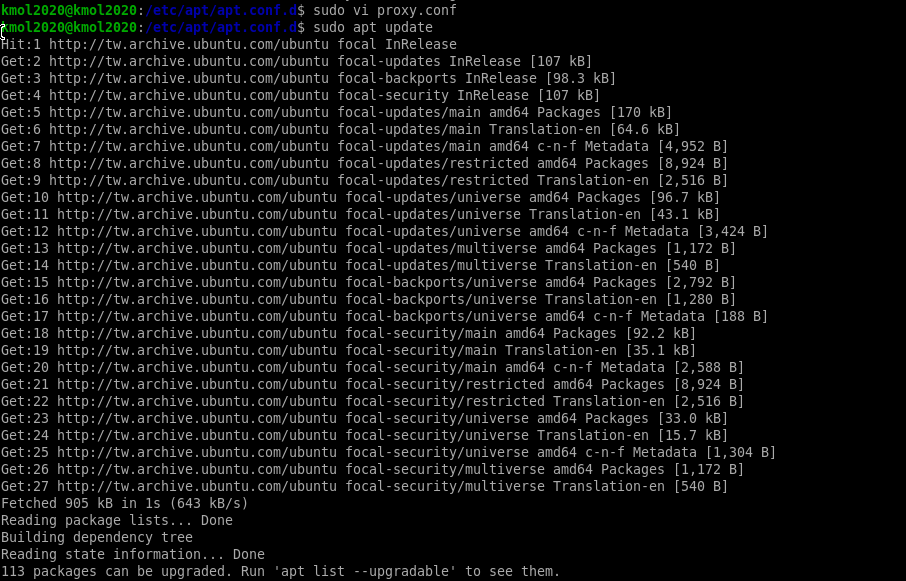 kmol2020@kmol2020:/etc/apt/apt.conf.d$ sudo vi proxy.conf
kmol2020@kmol2020:/etc/apt/apt.conf.d$ sudo apt update
Hit:1 http://tw.archive.ubuntu.com/ubuntu focal InRelease
Get:2 http://tw.archive.ubuntu.com/ubuntu focal-updates InRelease [107 kB]
Get:3 http://tw.archive.ubuntu.com/ubuntu focal-backports InRelease [98.3 kB]
Get:4 http://tw.archive.ubuntu.com/ubuntu focal-security InRelease [107 kB]
Get:5 http://tw.archive.ubuntu.com/ubuntu focal-updates/main amd64 Packages [170 kB]
Get:6 http://tw.archive.ubuntu.com/ubuntu focal-updates/main Translation-en [64.6 kB]
Get:7 http://tw.archive.ubuntu.com/ubuntu focal-updates/main amd64 c-n-f Metadata [4,952 B]
Get:8 http://tw.archive.ubuntu.com/ubuntu focal-updates/restricted amd64 Packages [8,924 B]
Get:9 http://tw.archive.ubuntu.com/ubuntu focal-updates/restricted Translation-en [2,516 B]
Get:10 http://tw.archive.ubuntu.com/ubuntu focal-updates/universe amd64 Packages [96.7 kB]
Get:11 http://tw.archive.ubuntu.com/ubuntu focal-updates/universe Translation-en [43.1 kB]
Get:12 http://tw.archive.ubuntu.com/ubuntu focal-updates/universe amd64 c-n-f Metadata [3,424 B]
Get:13 http://tw.archive.ubuntu.com/ubuntu focal-updates/multiverse amd64 Packages [1,172 B]
Get:14 http://tw.archive.ubuntu.com/ubuntu focal-updates/multiverse Translation-en [540 B]
Get:15 http://tw.archive.ubuntu.com/ubuntu focal-backports/universe amd64 Packages [2,792 B]
Get:16 http://tw.archive.ubuntu.com/ubuntu focal-backports/universe Translation-en [1,280 B]
Get:17 http://tw.archive.ubuntu.com/ubuntu focal-backports/universe amd64 c-n-f Metadata [188 B]
Get:18 http://tw.archive.ubuntu.com/ubuntu focal-security/main amd64 Packages [92.2 kB]
Get:19 http://tw.archive.ubuntu.com/ubuntu focal-security/main Translation-en [35.1 kB]
Get:20 http://tw.archive.ubuntu.com/ubuntu focal-security/main amd64 c-n-f Metadata [2,588 B]
Get:21 http://tw.archive.ubuntu.com/ubuntu focal-security/restricted amd64 Packages [8,924 B]
Get:22 http://tw.archive.ubuntu.com/ubuntu focal-security/restricted Translation-en [2,516 B]
Get:23 http://tw.archive.ubuntu.com/ubuntu focal-security/universe amd64 Packages [33.0 kB]
Get:24 http://tw.archive.ubuntu.com/ubuntu focal-security/universe Translation-en [15.7 kB]
Get:25 http://tw.archive.ubuntu.com/ubuntu focal-security/universe amd64 c-n-f Metadata [1,304 B]
Get:26 http://tw.archive.ubuntu.com/ubuntu focal-security/multiverse amd64 Packages [1,172 B]
Get:27 http://tw.archive.ubuntu.com/ubuntu focal-security/multiverse Translation-en [540 B]
Fetched 905 kB in 1s (643 kB/s)
Reading package lists... Done
Building dependency tree
Reading state information... Done
113 packages can be upgraded. Run 'apt list --upgradable' to see them.